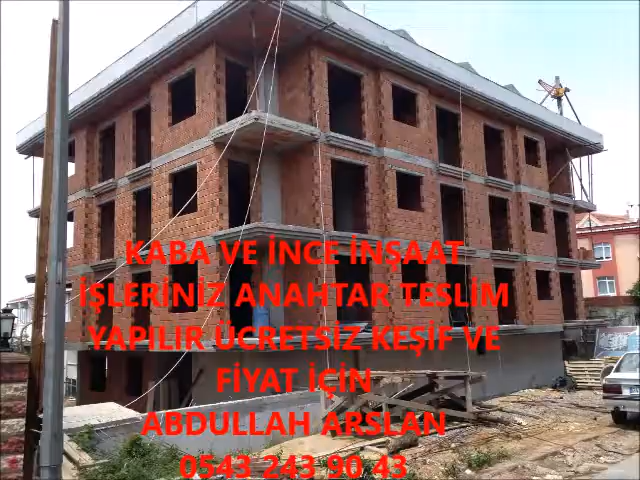 KABA VE İNCE İNŞAAT
İŞLERİNİZ ANAHTAR TESLİM
YAPILIR ÜCRETSİZ KEŞİF VE
FİYAT İÇİN
ABDULLAH ARSLAN
0543 243 90 43